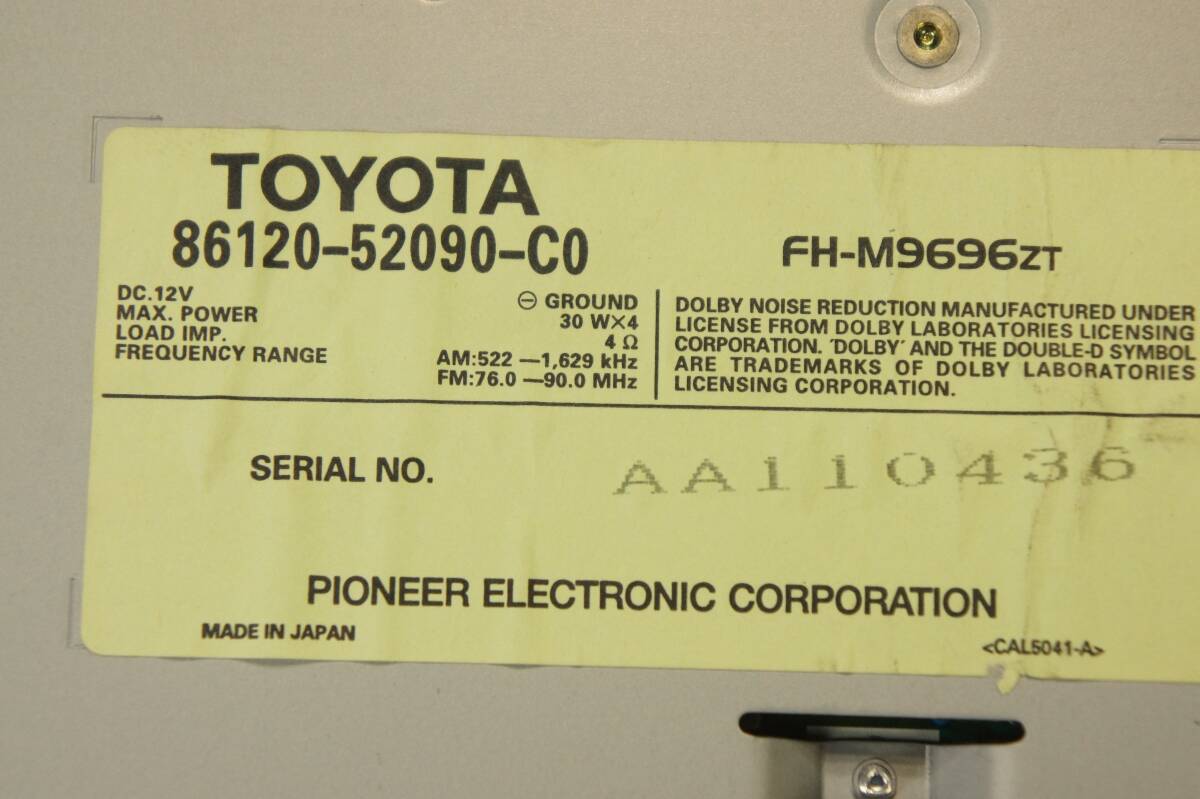 TOYOTA
86120-52090-C0
FH-M9696ZT
DC.12V ⊖ GROUND
MAX. POWER 30 W×4
LOAD IMP. 4 Ω
FREQUENCY RANGE AM:522 —1,629 kHz
FM:76.0 —90.0 MHz
DOLBY NOISE REDUCTION MANUFACTURED UNDER
LICENSE FROM DOLBY LABORATORIES LICENSING
CORPORATION. 'DOLBY' AND THE DOUBLE-D SYMBOL
ARE TRADEMARKS OF DOLBY LABORATORIES
LICENSING CORPORATION.
SERIAL NO. AA110436
PIONEER ELECTRONIC CORPORATION
MADE IN JAPAN
<CAL5041-A>